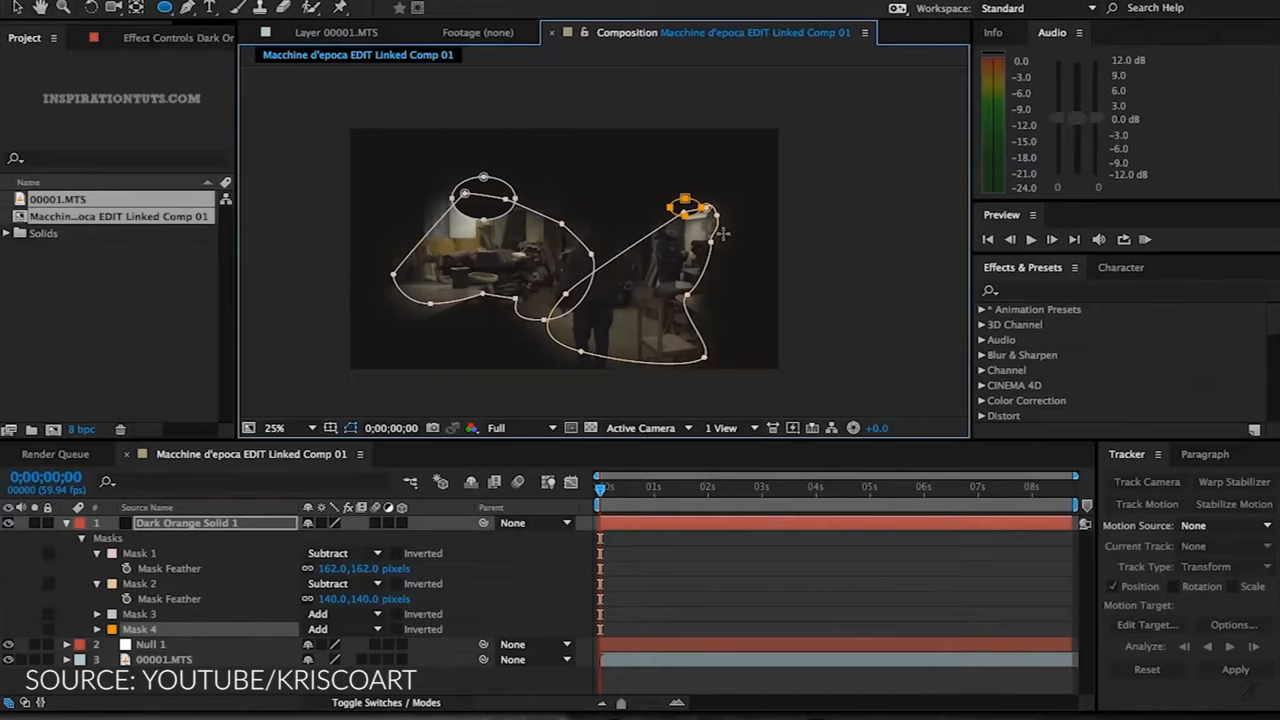 Workspace: Standard Search Help
Project Effect Controls Dark Or
Layer 00001.MTS Footage (none) Composition Macchine d'epoca EDIT Linked Comp 01
Info Audio
Macchine d'epoca EDIT Linked Comp 01
INSPIRATIONTUTS.COM
0.0 12.0 dB
-3.0 9.0
-6.0 6.0
-9.0 3.0
-12.0 0.0 dB
-15.0 -3.0
-18.0 -6.0
-21.0 -9.0
-24.0 -12.0 dB
0 0
Name
00001.MTS
Macchin...oca EDIT Linked Comp 01
Solids
Preview
Effects & Presets Character
* Animation Presets
3D Channel
Audio
Blur & Sharpen
Channel
CINEMA 4D
Color Correction
Distort
8 bpc
25% 0;00;00;00 Full Active Camera 1 View +0.0
Render Queue Macchine d'epoca EDIT Linked Comp 01
0;00;00;00
00000 (59.94 fps)
0s 01s 02s 03s 04s 05s 06s 07s 08s
# Source Name Parent
1 Dark Orange Solid 1 None
Masks
Mask 1 Subtract Inverted
Mask Feather 162.0,162.0 pixels
Mask 2 Subtract Inverted
Mask Feather 140.0,140.0 pixels
Mask 3 Add Inverted
Mask 4 Add Inverted
2 Null 1 None
3 00001.MTS None
SOURCE: YOUTUBE/KRISCOART
Toggle Switches / Modes
Tracker Paragraph
Track Camera Warp Stabilizer
Track Motion Stabilize Motion
Motion Source: None
Current Track: None
Track Type: Transform
Position Rotation Scale
Motion Target:
Edit Target... Options...
Analyze:
Reset Apply